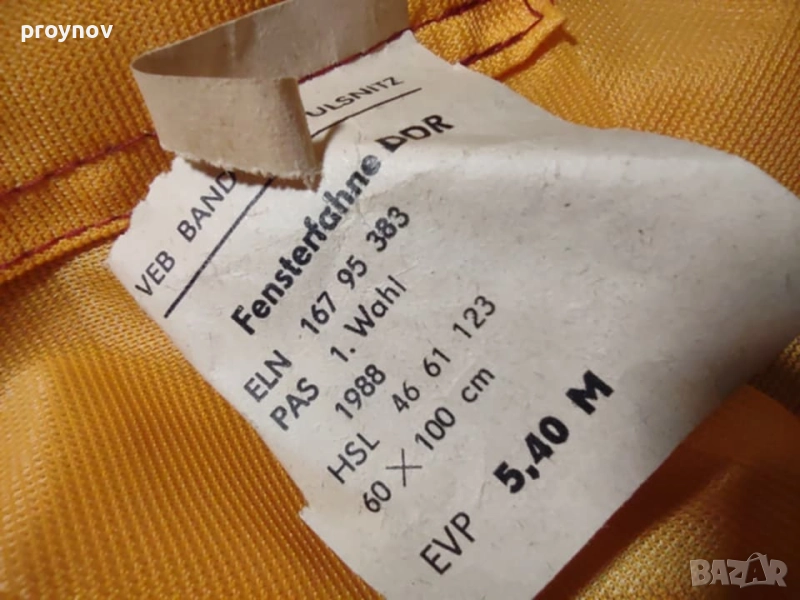 proynov
VEB BAND ULSNITZ
Fensterfahne DDR
ELN 167 95 383
PAS 1. Wahl
1988
HSL 46 61 123
60 X 100 cm
EVP 5,40 M
BAZAR